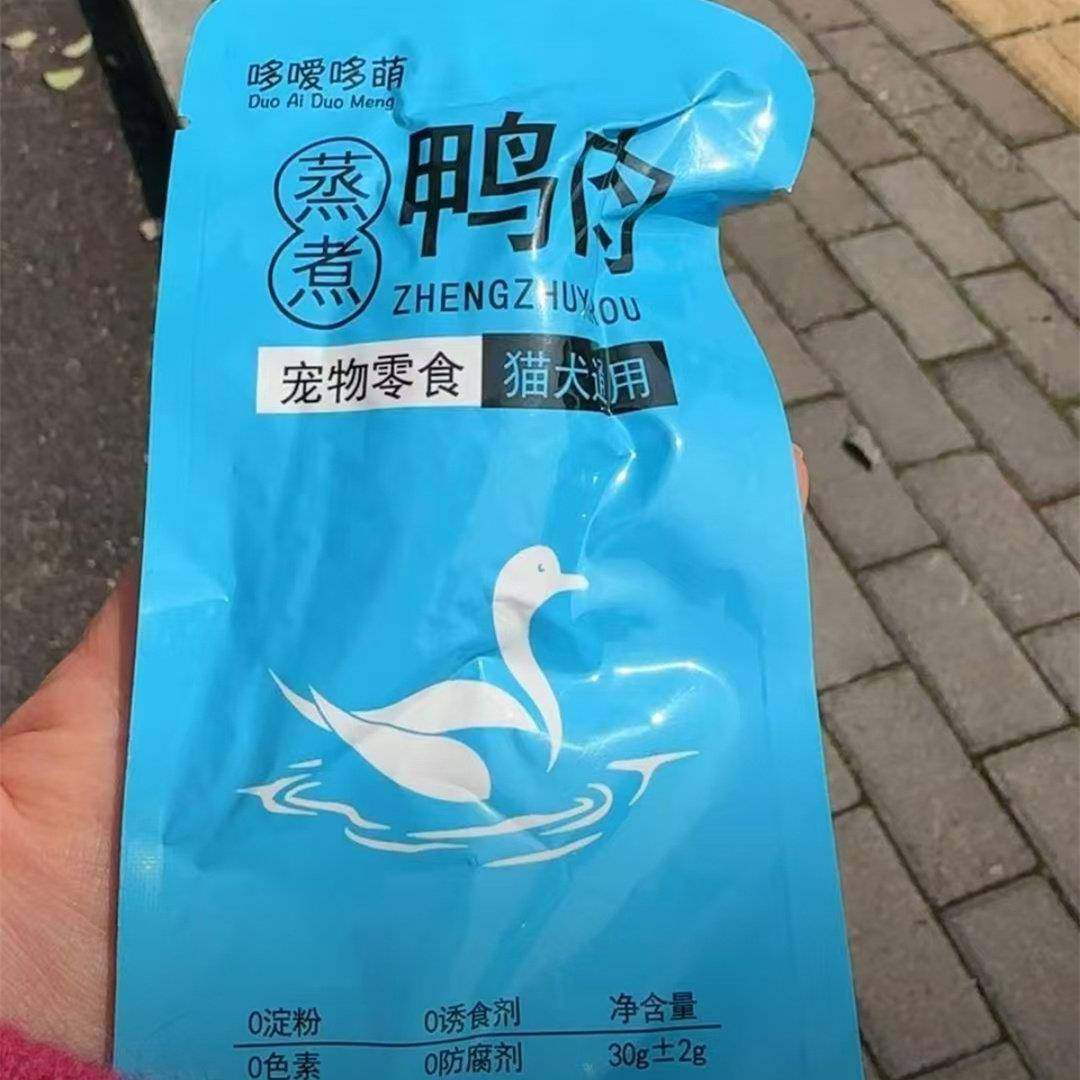 哆嗳哆萌
Duo Ai Duo Meng
蒸煮
鸭肉
ZHENGZHUYAROU
宠物零食 猫犬通用
0淀粉 0诱食剂 净含量
0色素 0防腐剂 30g±2g